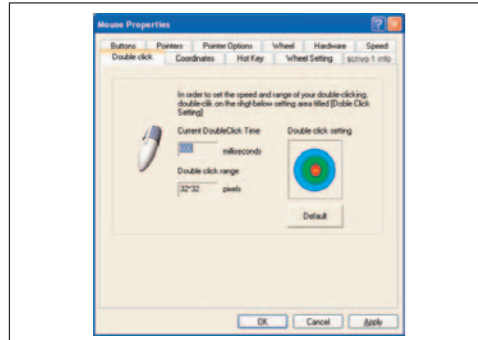 Mouse Properties
Buttons Pointers Pointer Options Wheel Hardware Speed
Double click Coordinates Hot Key Wheel Setting
In order to set the speed and range of your double-clicking,
double-clik on the righ-below setting area titled [Doble Click
Setting]
Current DoubleClick Time Double click setting
milliseconds
Double click range
32*32 pixels
Default
OK Cancel Apply